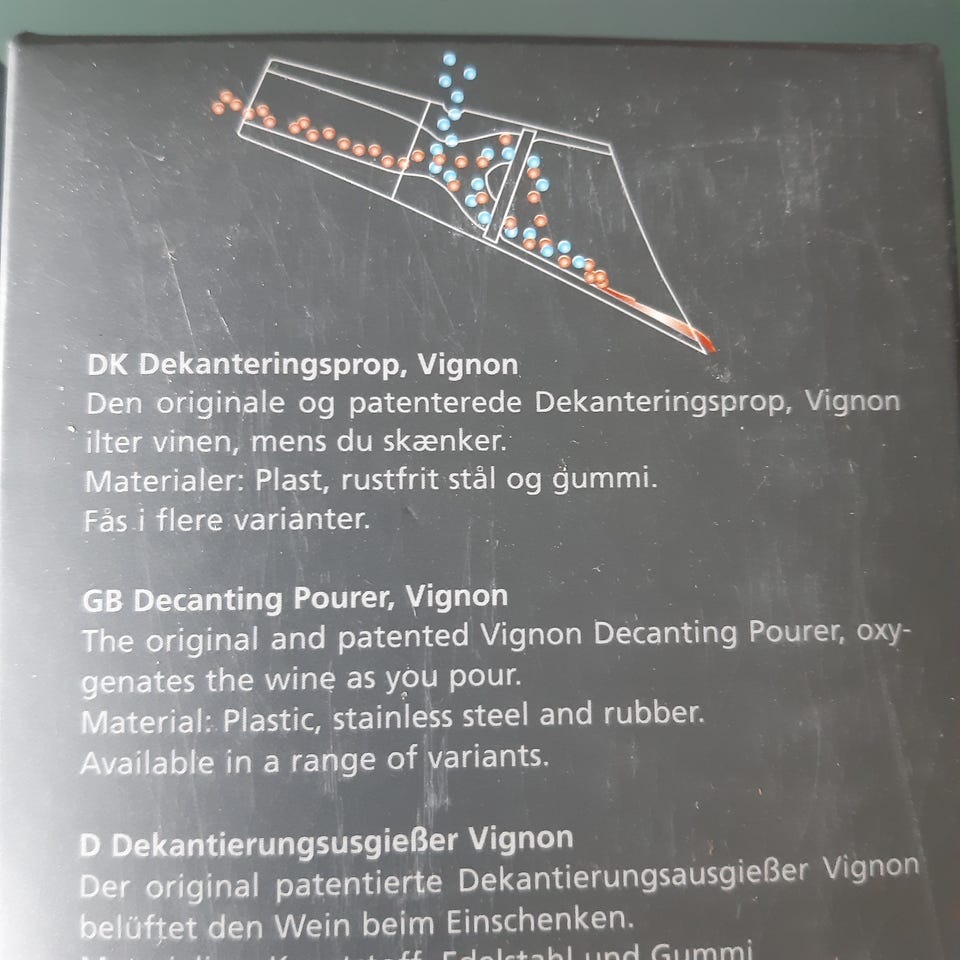 DK Dekanteringsprop, Vignon
Den originale og patenterede Dekanteringsprop, Vignon
ilter vinen, mens du skænker.
Materialer: Plast, rustfrit stål og gummi.
Fås i flere varianter.
GB Decanting Pourer, Vignon
The original and patented Vignon Decanting Pourer, oxy-
genates the wine as you pour.
Material: Plastic, stainless steel and rubber.
Available in a range of variants.
D Dekantierungsusgießer Vignon
Der original patentierte Dekantierungsausgießer Vignon
belüftet den Wein beim Einschenken.
Edelstahl und Gummi